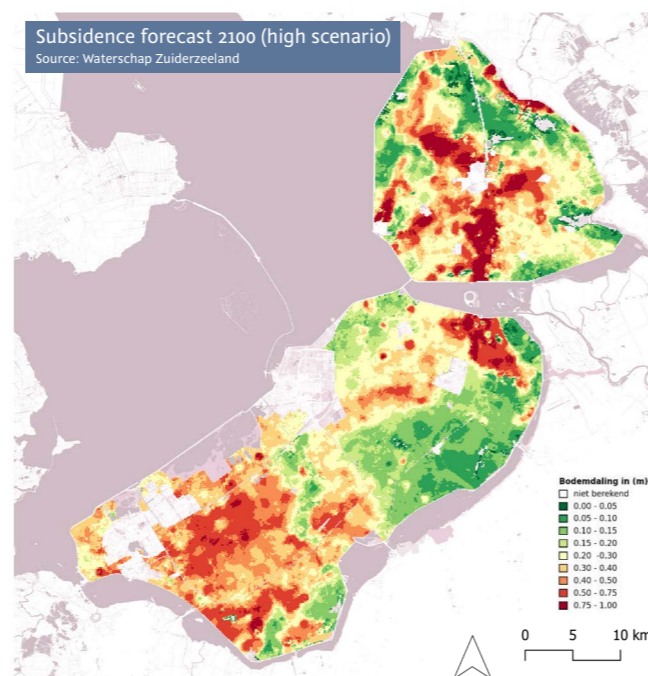 Subsidence forecast 2100 (high scenario)
Source: Waterschap Zuiderzeeland
Bodemdaling in (m)
niet berekend
0.00 - 0.05
0.05 - 0.10
0.10 - 0.15
0.15 - 0.20
0.20 -0.30
0.30 - 0.40
0.40 - 0.50
0.50 - 0.75
0.75 - 1.00
0 5 10 km